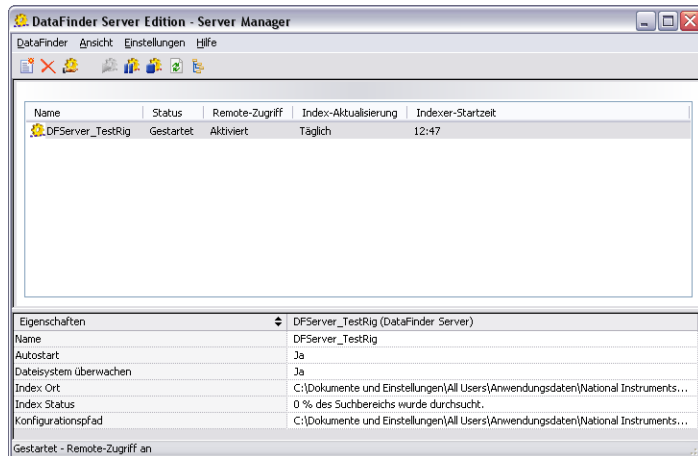 DataFinder Server Edition - Server Manager
DataFinder Ansicht Einstellungen Hilfe
Name Status Remote-Zugriff Index-Aktualisierung Indexer-Startzeit
DFServer_TestRig Gestartet Aktiviert Täglich 12:47
Eigenschaften DFServer_TestRig (DataFinder Server)
Name DFServer_TestRig
Autostart Ja
Dateisystem überwachen Ja
Index Ort C:\Dokumente und Einstellungen\All Users\Anwendungsdaten\National Instruments...
Index Status 0 % des Suchbereichs wurde durchsucht.
Konfigurationspfad C:\Dokumente und Einstellungen\All Users\Anwendungsdaten\National Instruments...
Gestartet - Remote-Zugriff an